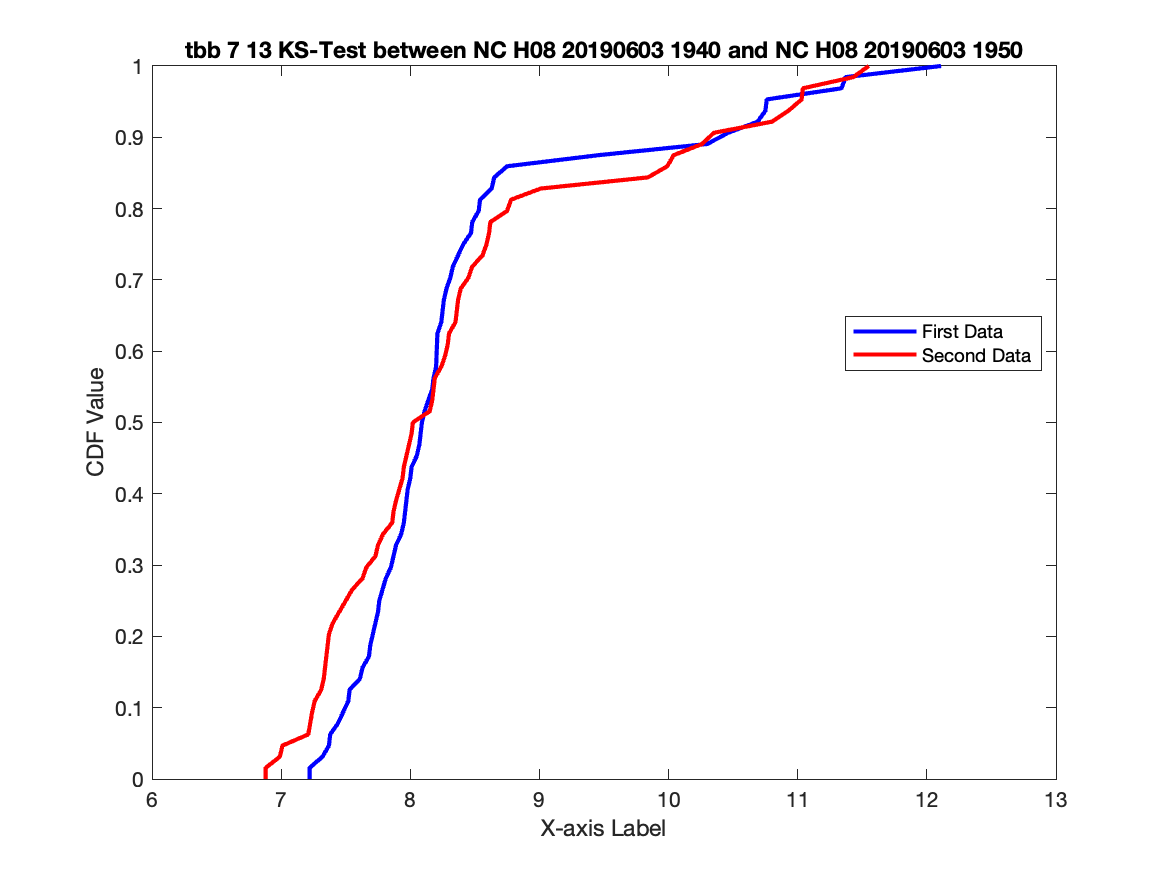 tbb 7 13 KS-Test between NC H08 20190603 1940 and NC H08 20190603 1950
1
0.9
0.8
0.7
0.6
0.5
0.4
0.3
0.2
0.1
0
CDF Value
First Data
Second Data
6 7 8 9 10 11 12 13
X-axis Label